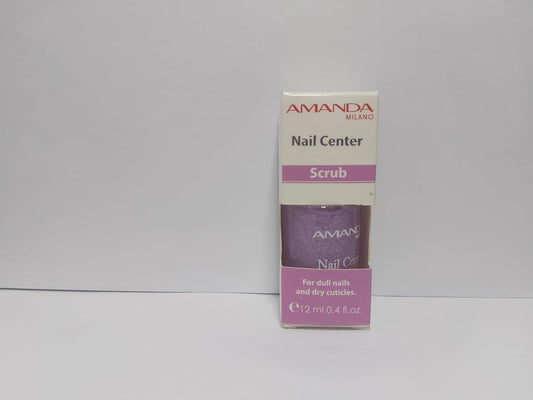 AMANDA
MILANO
Nail Center
Scrub
AMANDA
Nail C
For dull nails
and dry cuticles.
℮12 ml 0.4 fl.oz.